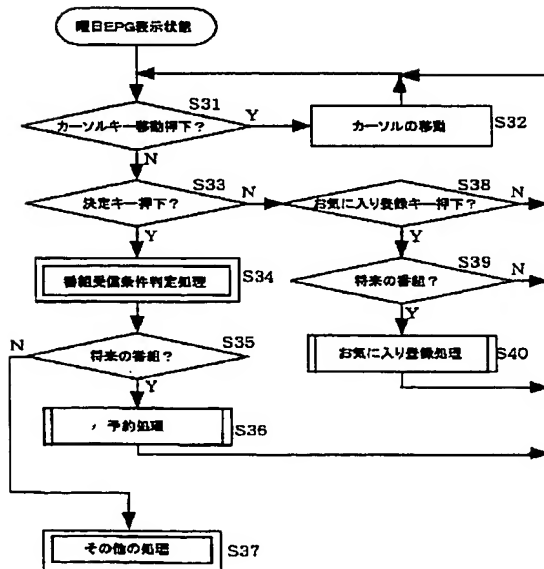 曜日EPG表示状態
S31
カーソルキー移動押下？
Y
カーソルの移動
S32
N
S33
決定キー押下？
N
S38
お気に入り登録キー押下？
N
Y
Y
番組受信条件判定処理
S34
S39
将来の番組？
N
Y
S35
N
将来の番組？
Y
お気に入り登録処理
S40
予約処理
S36
その他の処理
S37